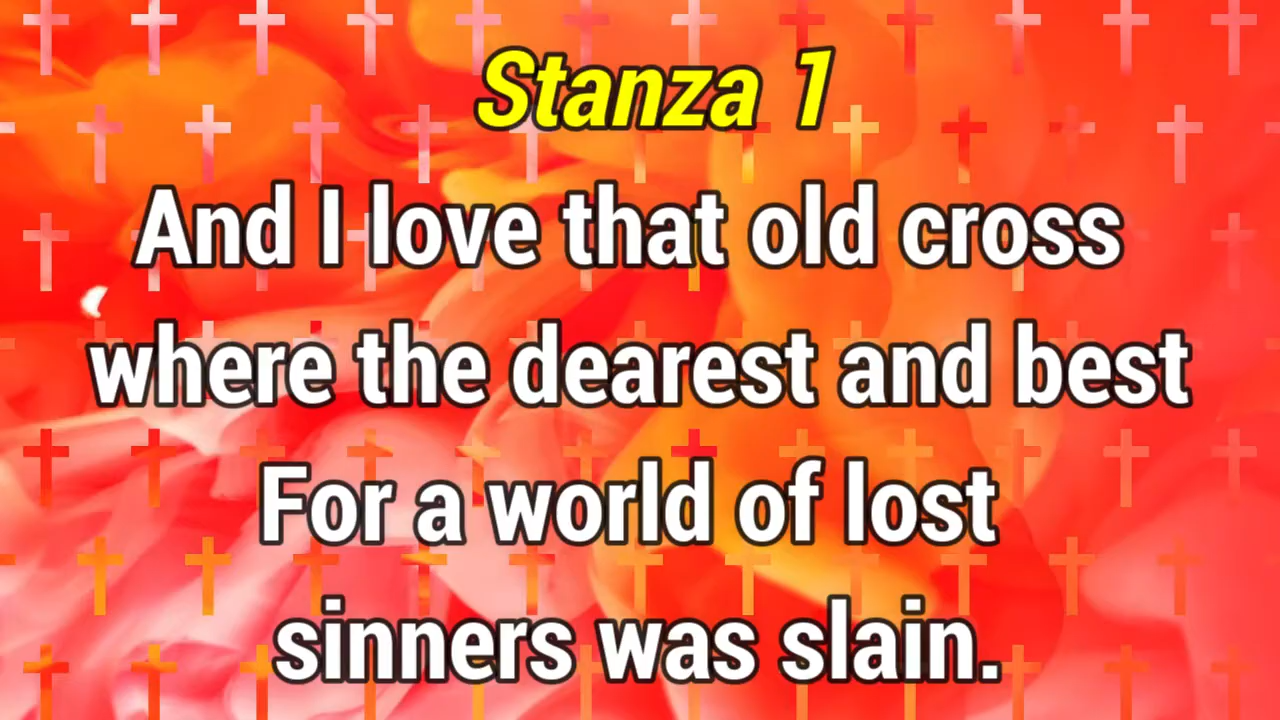 Stanza 1
And I love that old cross
where the dearest and best
For a world of lost
sinners was slain.